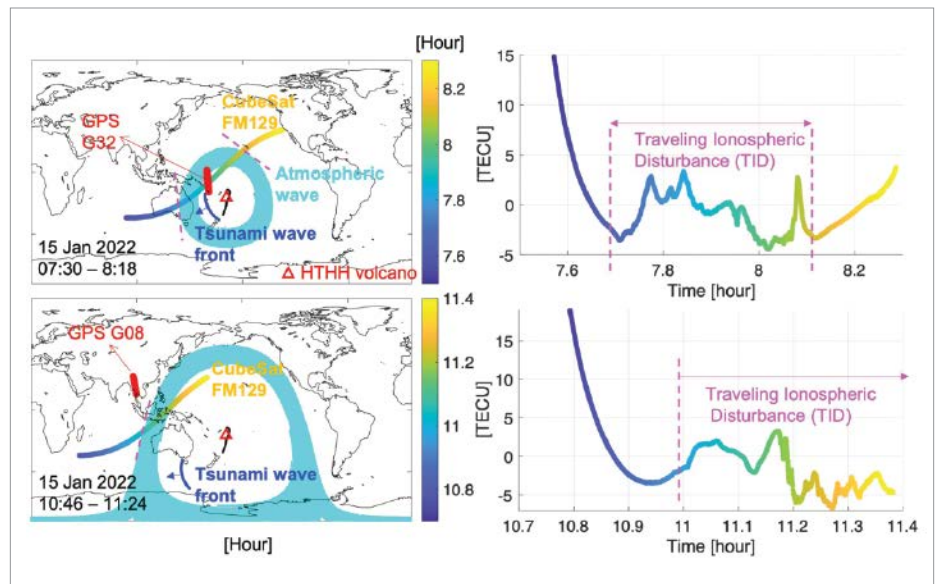 [Hour]
GPS
G32
CubeSat
FM129
Atmospheric
wave
Tsunami wave
front
15 Jan 2022
07:30 – 8:18
△ HTHH volcano
8.2
8
7.8
7.6
[TECU]
15
10
5
0
-5
Traveling Ionospheric
Disturbance (TID)
7.6 7.8 8 8.2
Time [hour]
GPS G08
CubeSat
FM129
Tsunami wave
front
15 Jan 2022
10:46 – 11:24
[Hour]
11.4
11.2
11
10.8
[TECU]
15
10
5
0
-5
Traveling Ionospheric
Disturbance (TID)
10.7 10.8 10.9 11 11.1 11.2 11.3 11.4
Time [hour]